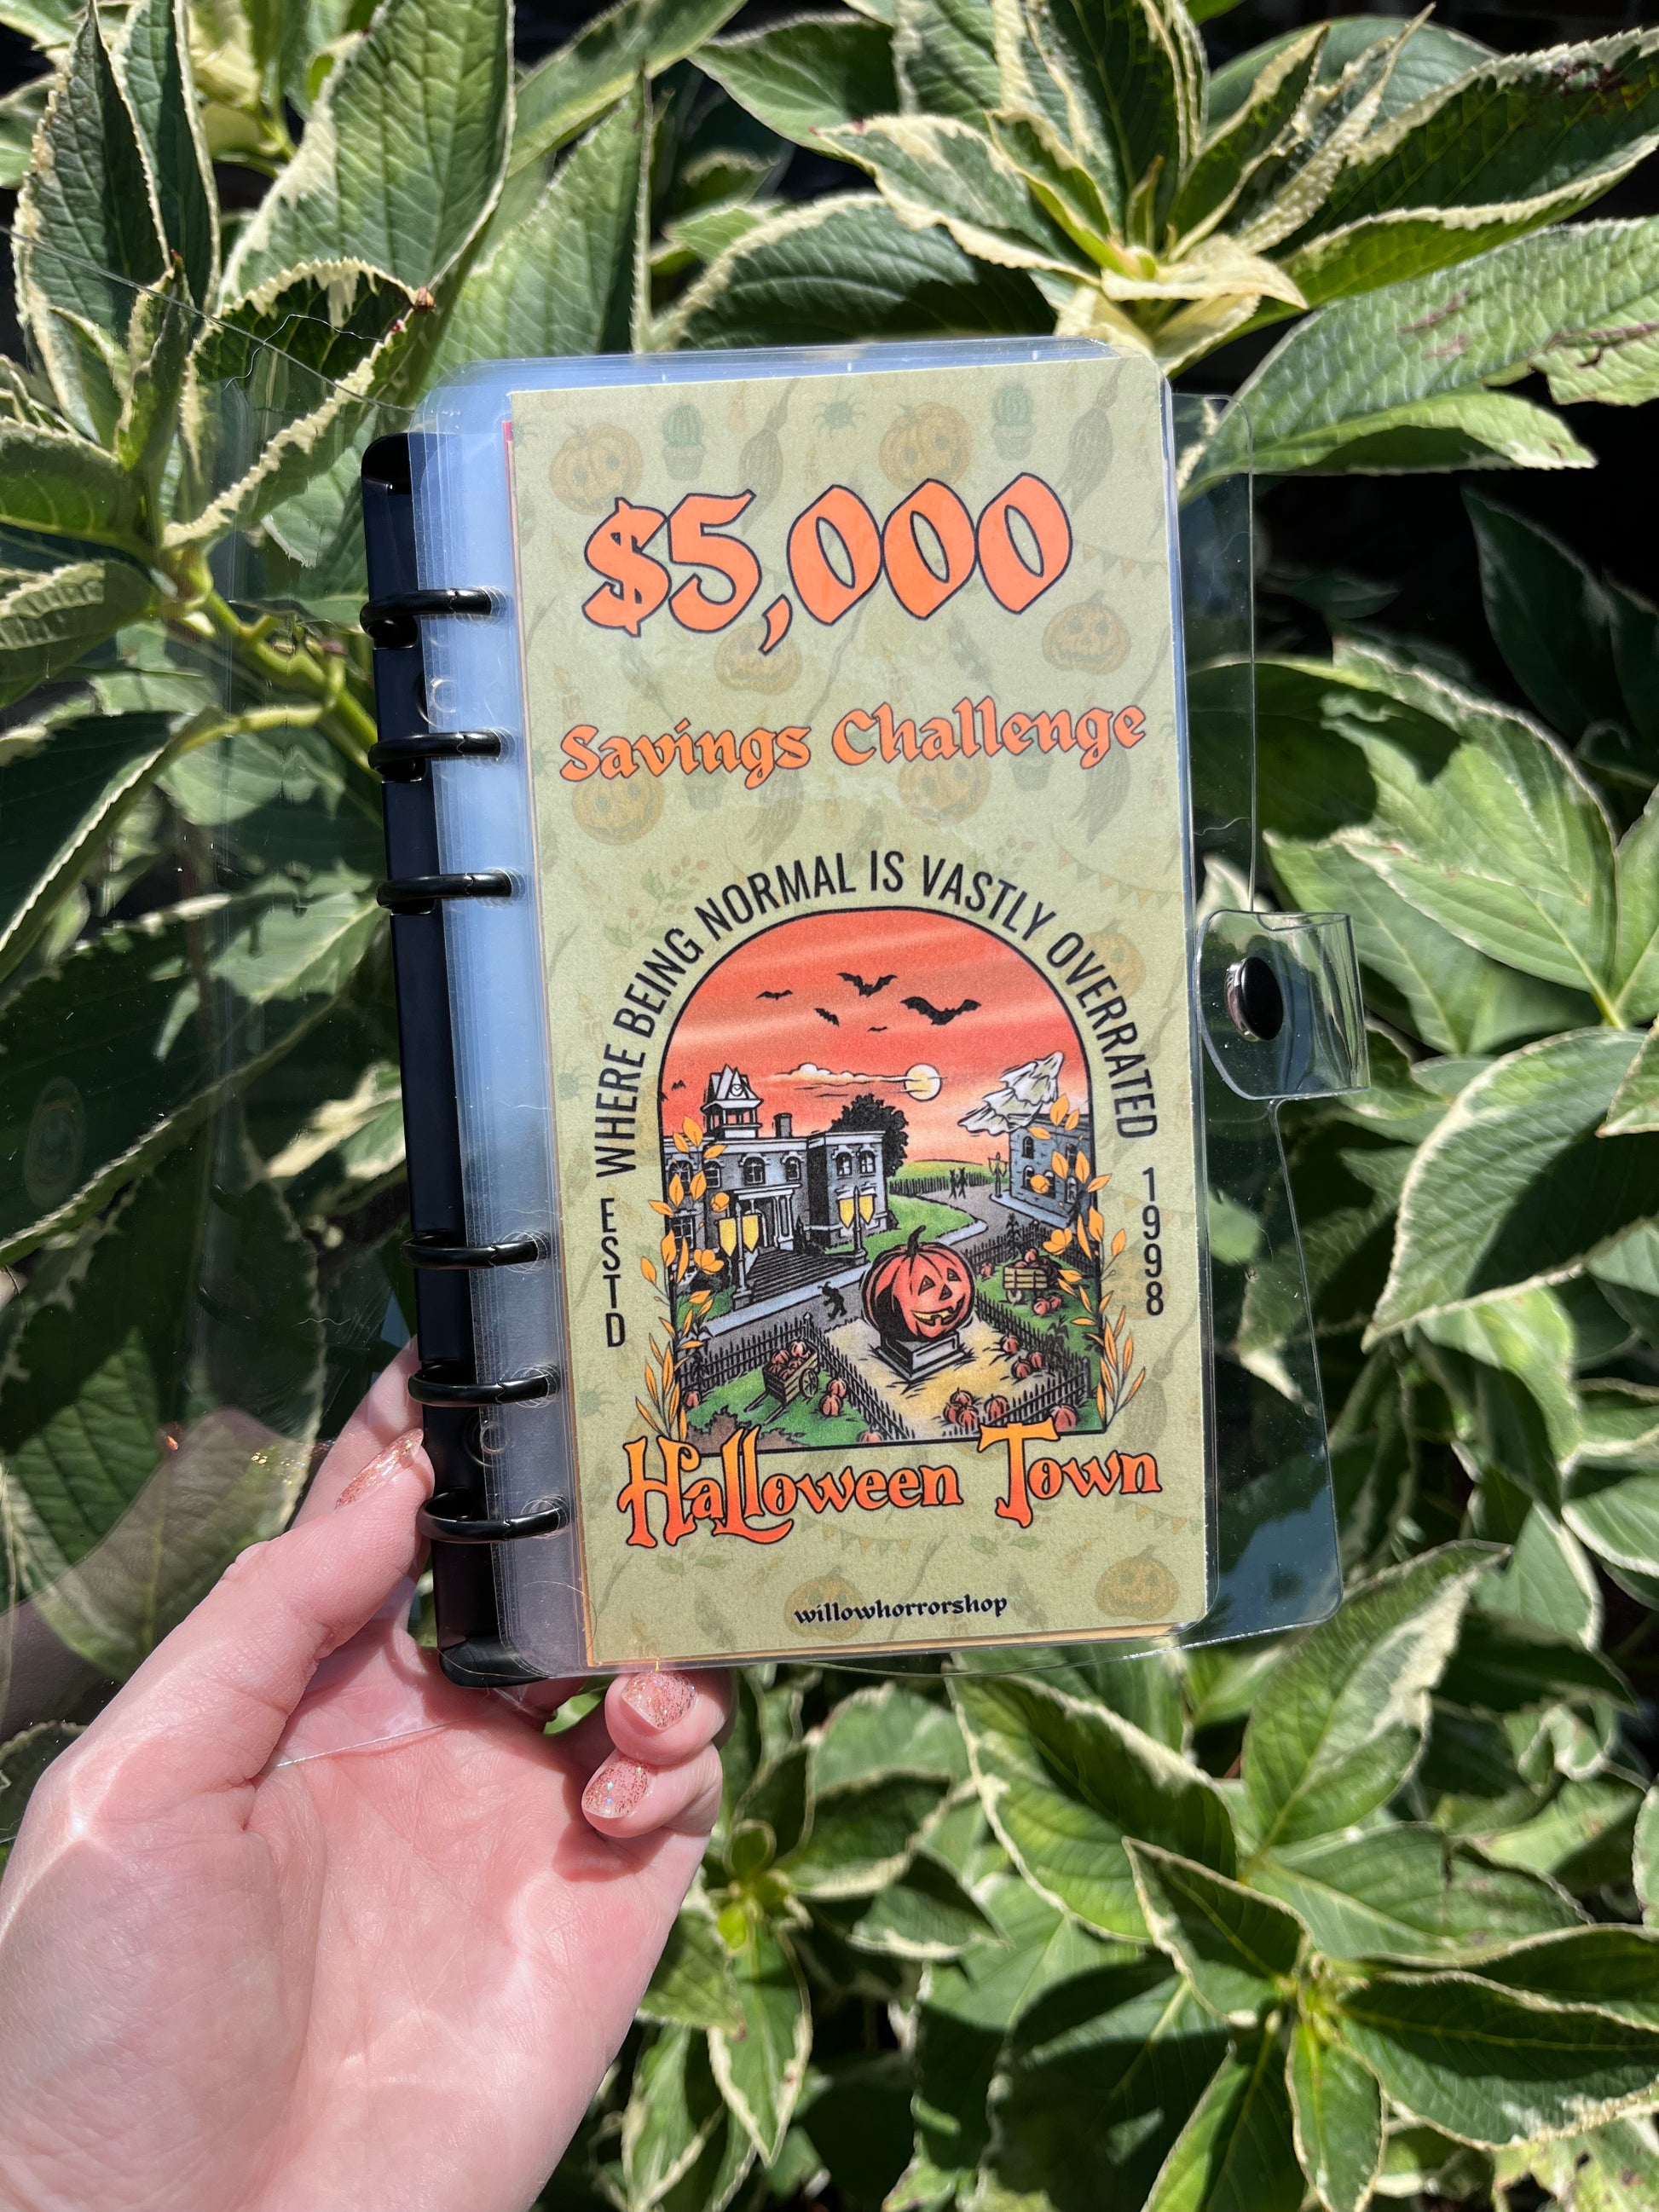 $5,000
Savings Challenge
WHERE BEING NORMAL IS VASTLY OVERRATED
ESTD
1998
Halloween Town
willowhorrorshop